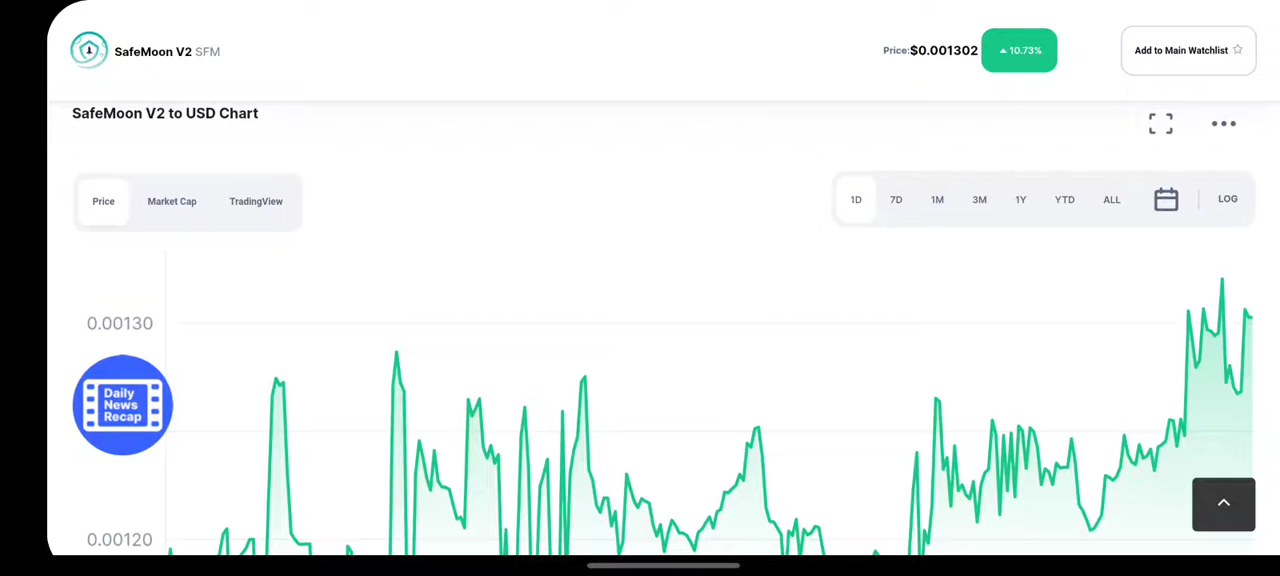 SafeMoon V2 SFM
Price:$0.001302
10.73%
Add to Main Watchlist
SafeMoon V2 to USD Chart
Price
Market Cap
TradingView
1D
7D
1M
3M
1Y
YTD
ALL
LOG
0.00130
Daily
News
Recap
0.00120